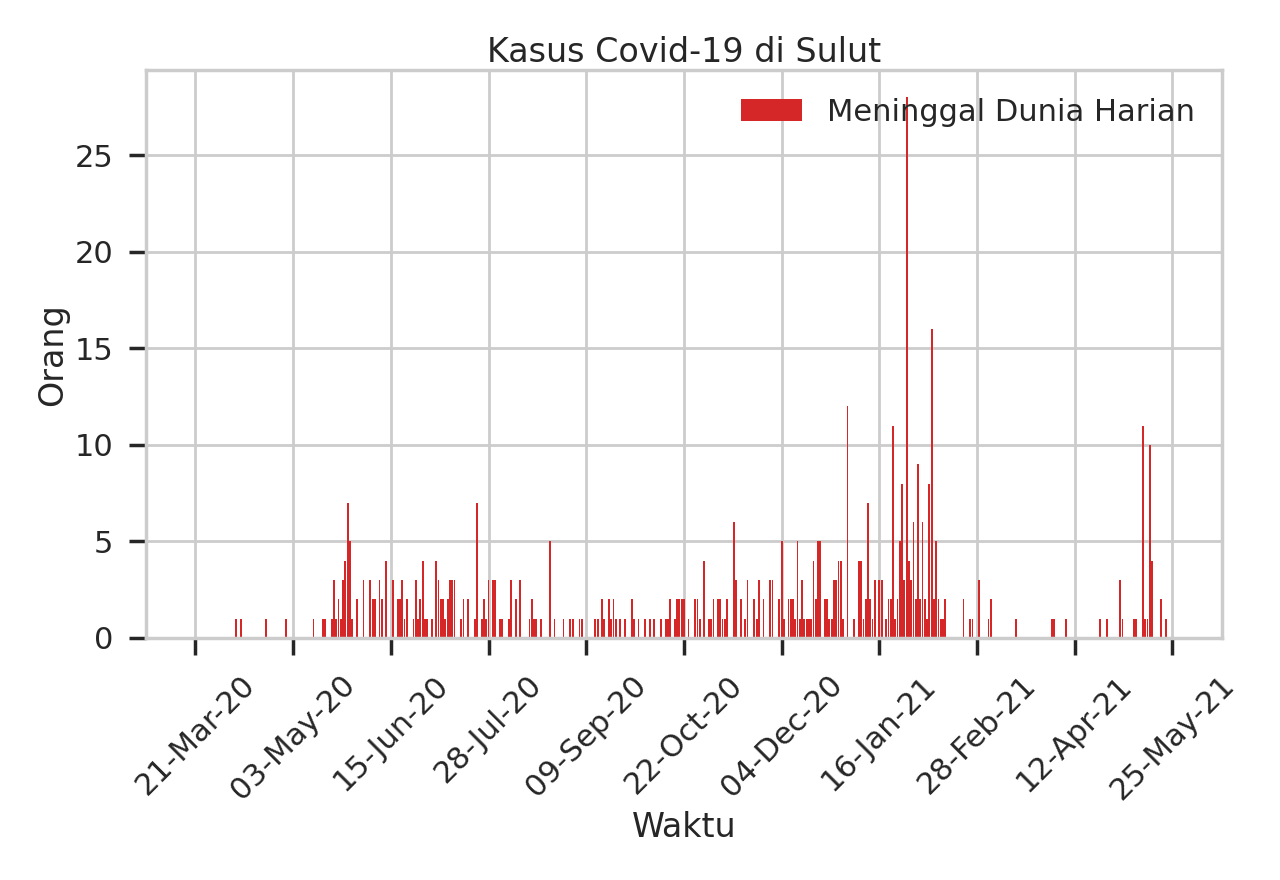 Kasus Covid-19 di Sulut
Meninggal Dunia Harian
Orang
25
20
15
10
5
0
21-Mar-20
03-May-20
15-Jun-20
28-Jul-20
09-Sep-20
22-Oct-20
04-Dec-20
16-Jan-21
28-Feb-21
12-Apr-21
25-May-21
Waktu